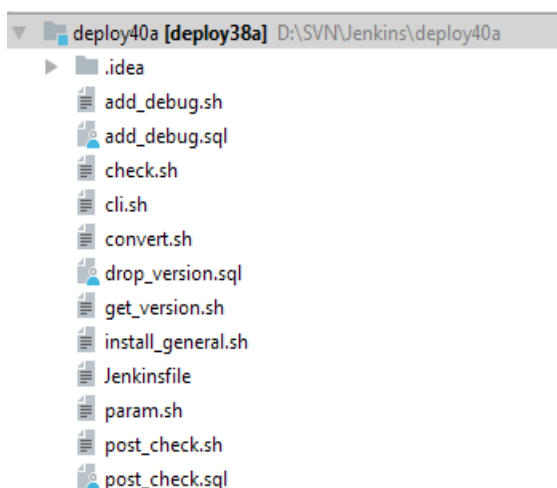 deploy40a [deploy38a] D:\SVN\Jenkins\deploy40a
.idea
add_debug.sh
add_debug.sql
check.sh
cli.sh
convert.sh
drop_version.sql
get_version.sh
install_general.sh
Jenkinsfile
param.sh
post_check.sh
post_check.sql